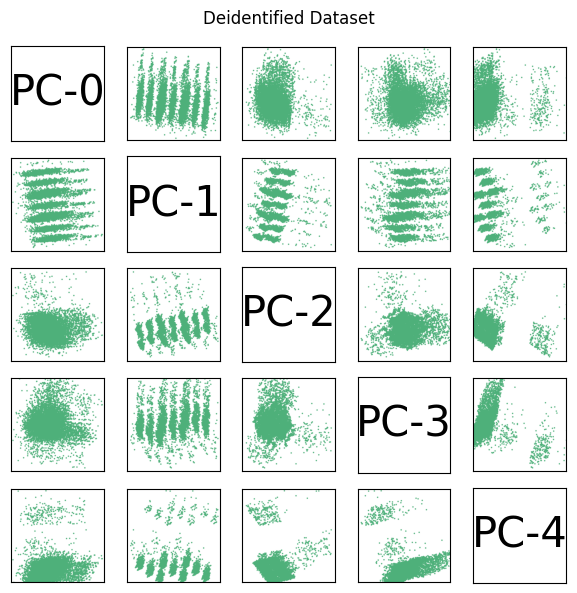 Deidentified Dataset
PC-0
PC-1
PC-2
PC-3
PC-4